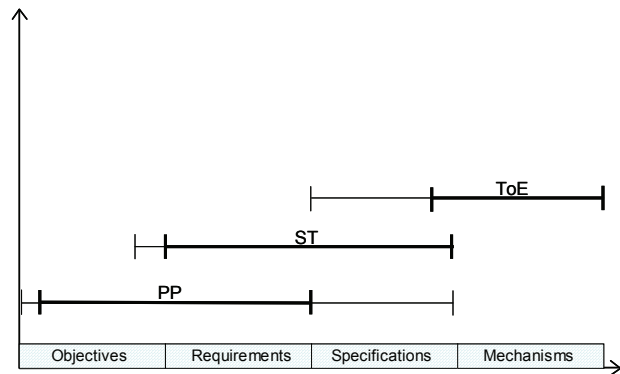 ToE
ST
PP
Objectives Requirements Specifications Mechanisms